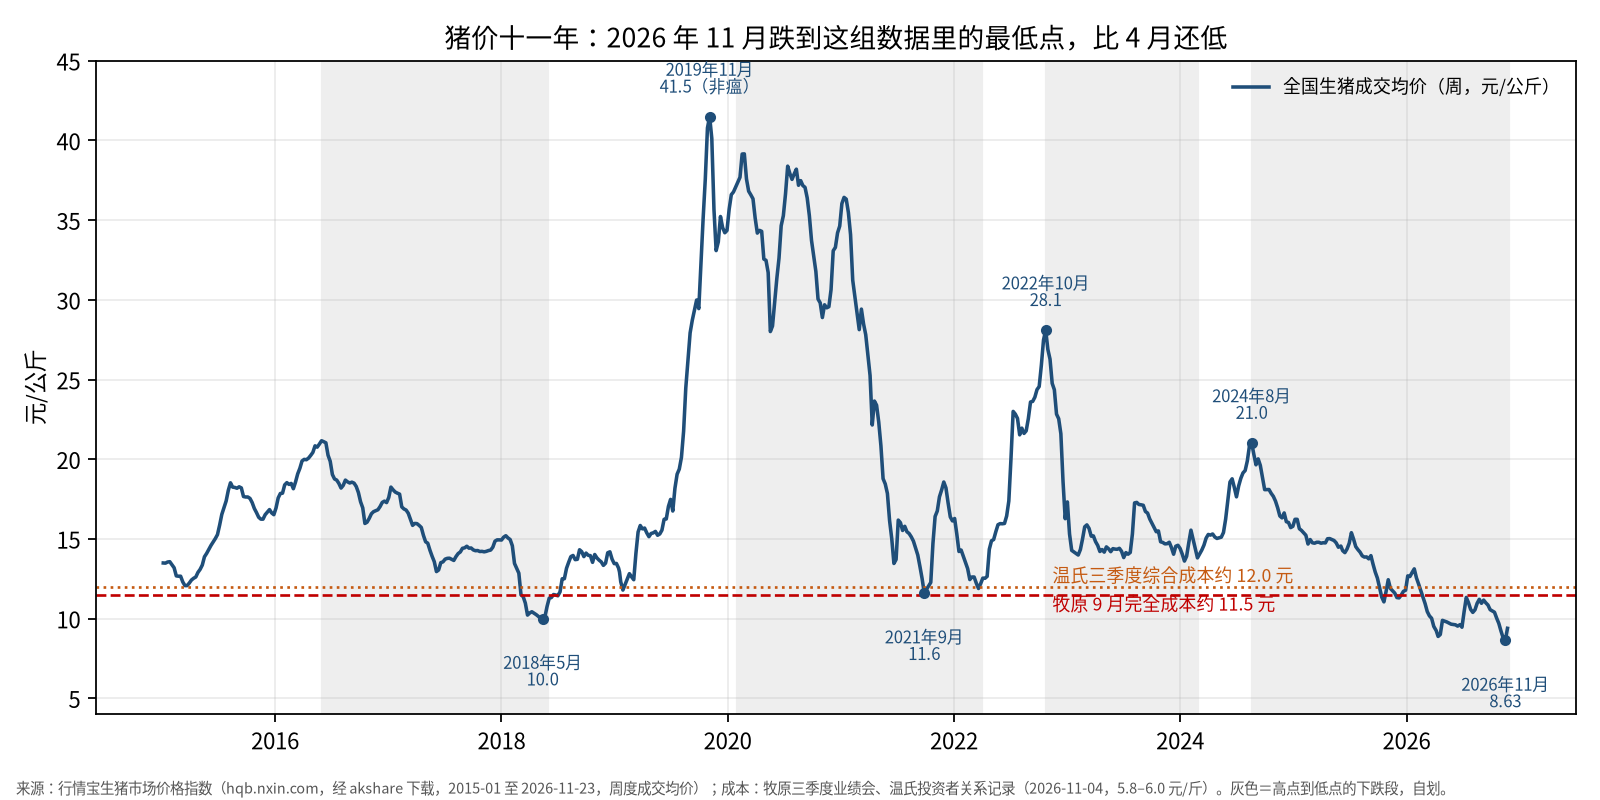 猪价十一年：2026 年 11 月跌到这组数据里的最低点，比 4 月还低
元/公斤
45
40
35
30
25
20
15
10
5
2016
2018
2020
2022
2024
2026
全国生猪成交均价（周，元/公斤）
2019年11月
41.5（非瘟）
2022年10月
28.1
2024年8月
21.0
温氏三季度综合成本约 12.0 元
牧原 9 月完全成本约 11.5 元
2018年5月
10.0
2021年9月
11.6
2026年11月
8.63
来源：行情宝生猪市场价格指数（hqb.nxin.com，经 akshare 下载，2015-01 至 2026-11-23，周度成交均价）；成本：牧原三季度业绩会、温氏投资者关系记录（2026-11-04，5.8–6.0 元/斤）。灰色＝高点到低点的下跌段，自划。